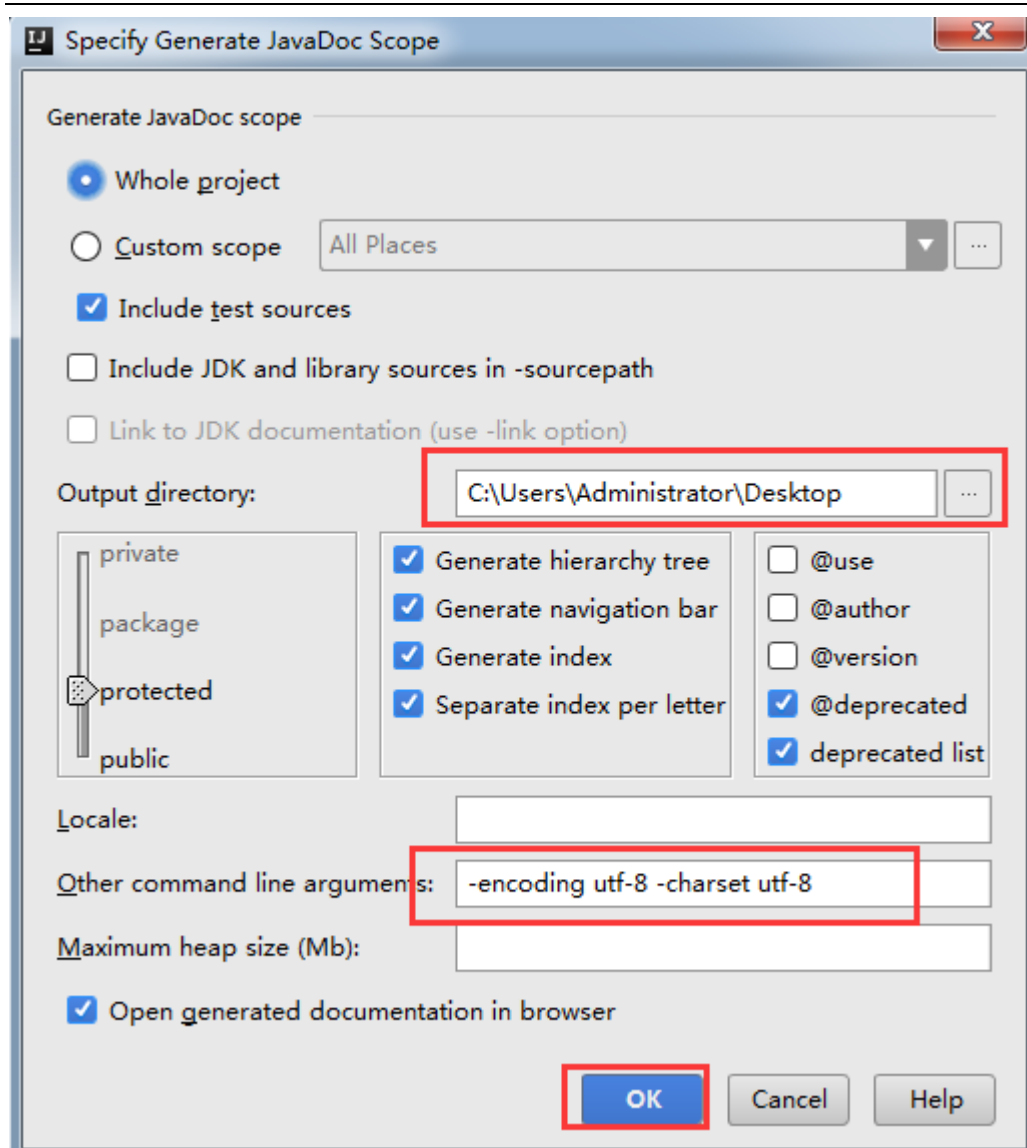 IJ Specify Generate JavaDoc Scope
Generate JavaDoc scope
Whole project
Custom scope All Places ...
Include test sources
Include JDK and library sources in -sourcepath
Link to JDK documentation (use -link option)
Output directory: C:\Users\Administrator\Desktop ...
private
package
protected
public
Generate hierarchy tree
Generate navigation bar
Generate index
Separate index per letter
@use
@author
@version
@deprecated
deprecated list
Locale:
Other command line arguments: -encoding utf-8 -charset utf-8
Maximum heap size (Mb):
Open generated documentation in browser
OK Cancel Help